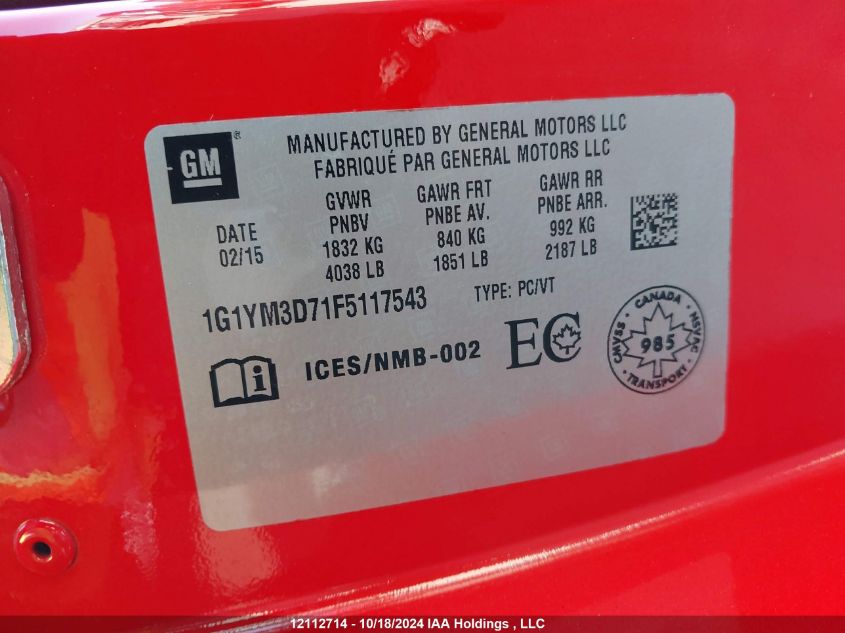 GM®
MANUFACTURED BY GENERAL MOTORS LLC
FABRIQUÉ PAR GENERAL MOTORS LLC
DATE
02/15
GVWR
PNBV
1832 KG
4038 LB
GAWR FRT
PNBE AV.
840 KG
1851 LB
GAWR RR
PNBE ARR.
992 KG
2187 LB
1G1YM3D71F5117543
TYPE: PC/VT
i ICES/NMB-002
EC
CANADA
CMVSS
985
NSVAC
TRANSPORT
12112714 - 10/18/2024 IAA Holdings , LLC